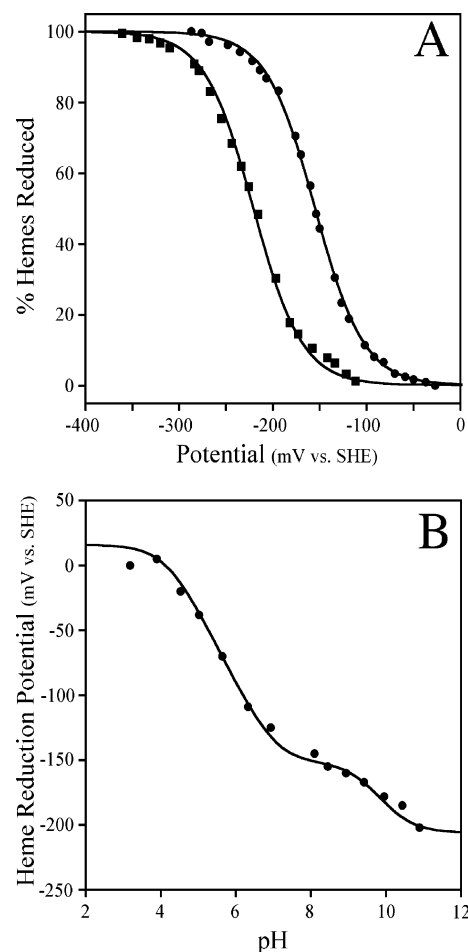 A
100
80
60
40
20
0
% Hemes Reduced
-400 -300 -200 -100 0
Potential (mV vs. SHE)
B
50
0
-50
-100
-150
-200
-250
Heme Reduction Potential (mV vs. SHE)
2 4 6 8 10 12
pH